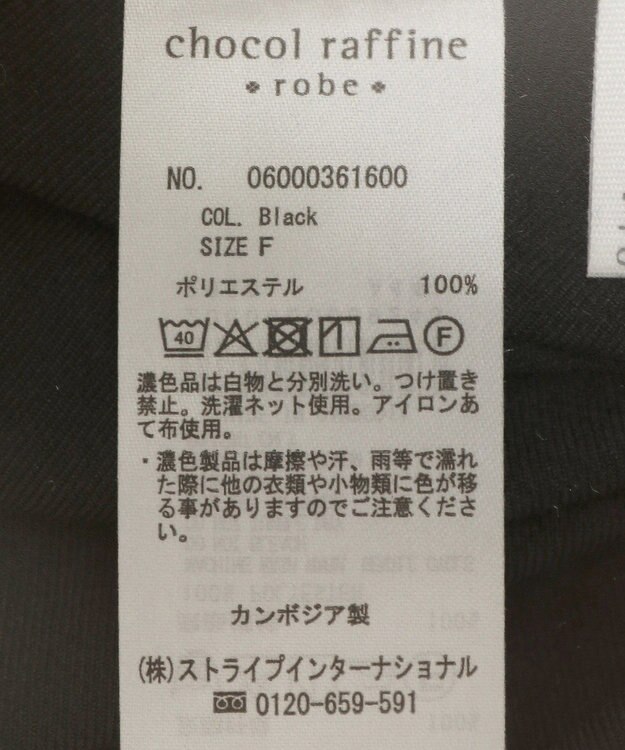 chocol raffine
robe
NO. 06000361600
COL. Black
SIZE F
ポリエステル 100%
40 F
濃色品は白物と分別洗い。つけ置き
禁止。洗濯ネット使用。アイロンあ
て布使用。
・濃色製品は摩擦や汗、雨等で濡れ
た際に他の衣類や小物類に色が移
る事がありますのでご注意くださ
い。
カンボジア製
(株)ストライプインターナショナル
0120-659-591